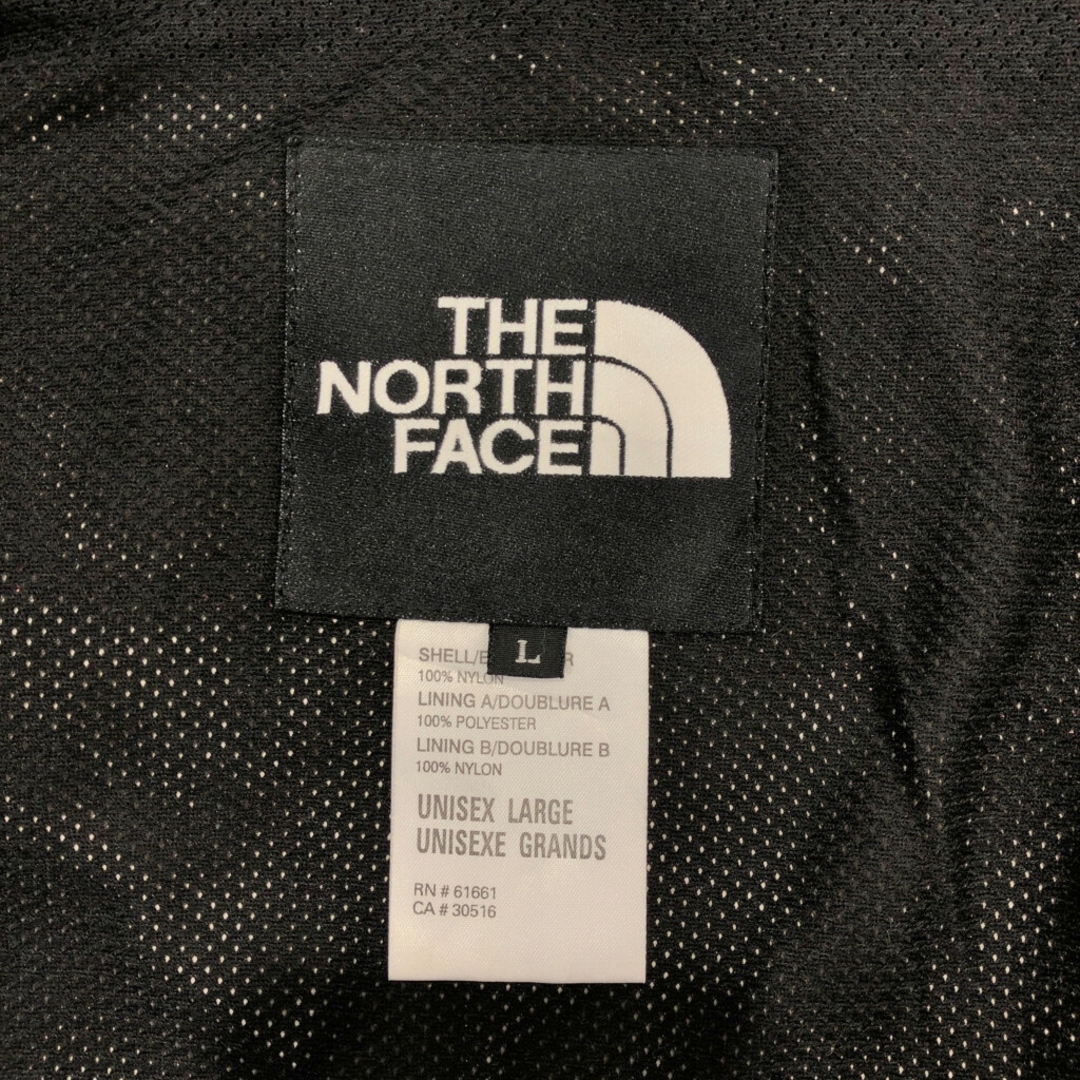 THE
NORTH
FACE
L
SHELL/
100% NYLON
LINING A/DOUBLURE A
100% POLYESTER
LINING B/DOUBLURE B
100% NYLON
UNISEX LARGE
UNISEXE GRANDS
RN # 61661
CA # 30516